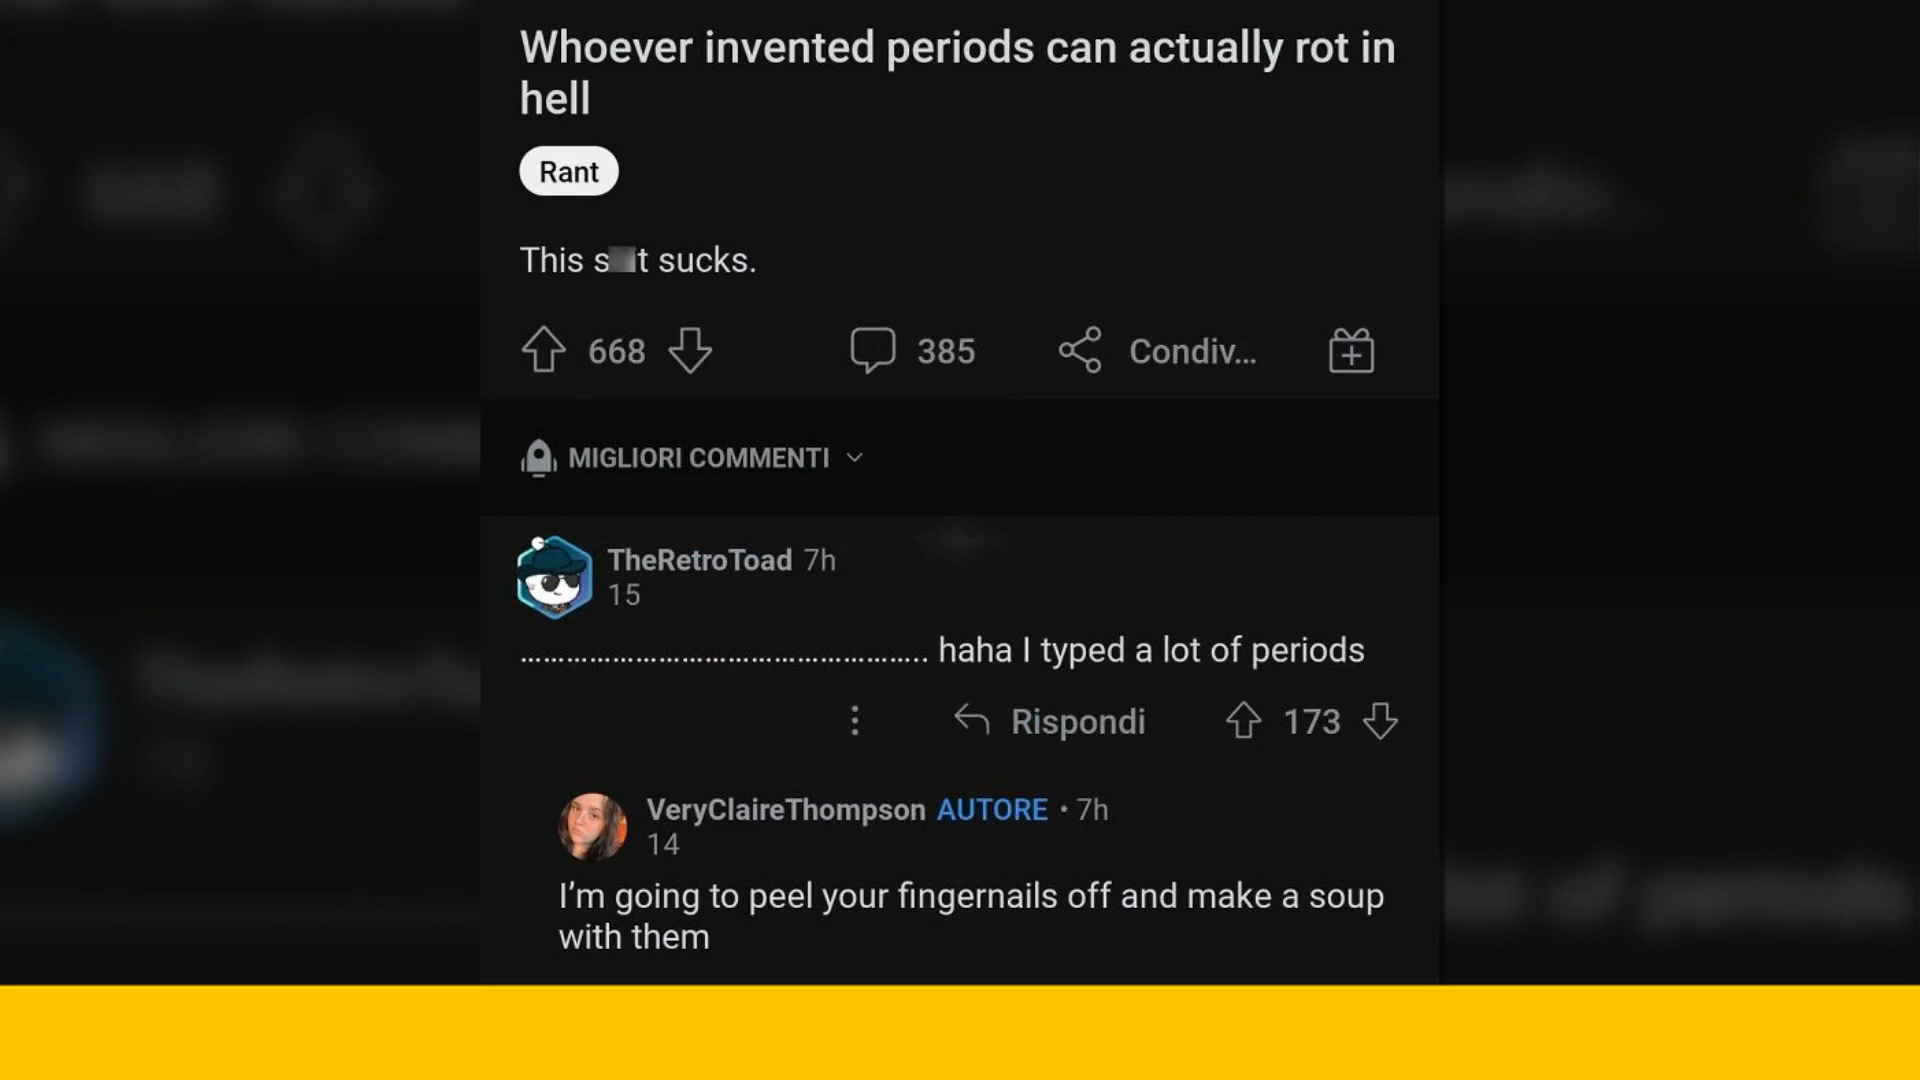 Whoever invented periods can actually rot in
hell
Rant
This s t sucks.
668 385 Condiv...
MIGLIORI COMMENTI
TheRetroToad 7h
15
..................................................... haha I typed a lot of periods
Rispondi 173
VeryClaireThompson AUTORE • 7h
14
I'm going to peel your fingernails off and make a soup
with them